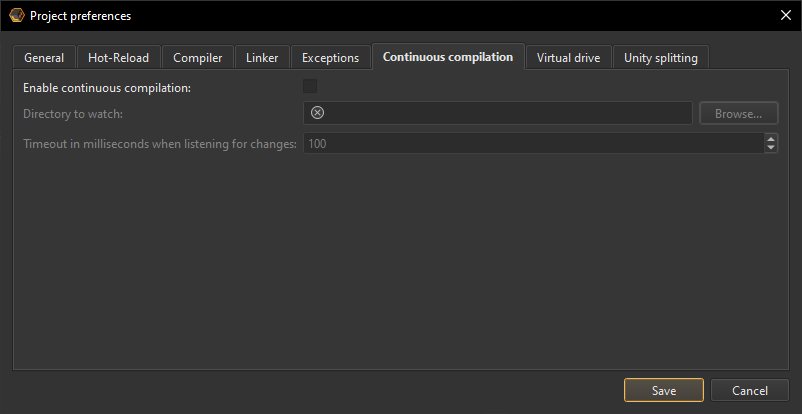 Project preferences
General Hot-Reload Compiler Linker Exceptions Continuous compilation Virtual drive Unity splitting
Enable continuous compilation:
Directory to watch: Browse...
Timeout in milliseconds when listening for changes: 100
Save Cancel